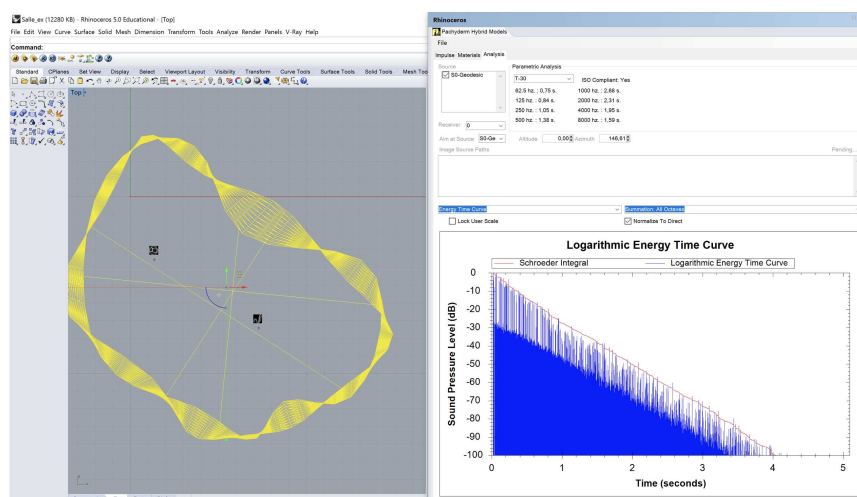 Salle_ex (12280 KB) - Rhinoceros 5.0 Educational - [Top]
File Edit View Curve Surface Solid Mesh Dimension Transform Tools Analyze Render Panels V-Ray Help
Command:
Standard CPlanes Set View Display Select Viewport Layout Visibility Transform Curve Tools Surface Tools Solid Tools Mesh Too
Top
Rhinoceros
Pachyderm Hybrid Models
File
Impulse Materials Analysis
Source
S0-Geodesic
Receiver: 0
Parametric Analysis
T-30
ISO Compliant: Yes
62.5 hz. : 0,75 s. 1000 hz. : 2,88 s.
125 hz. : 0,84 s. 2000 hz. : 2,31 s.
250 hz. : 1,05 s. 4000 hz. : 1,95 s.
500 hz. : 1,38 s. 8000 hz. : 1,59 s.
Aim at Source S0-Ge Altitude 0,00 Azmuth 146,61
Image Source Paths Pending...
Energy Time Curve Summation: All Octaves
Lock User Scale Normalize To Direct
Logarithmic Energy Time Curve
Schroeder Integral Logarithmic Energy Time Curve
Sound Pressure Level (dB)
0
-10
-20
-30
-40
-50
-60
-70
-80
-90
-100
0 1 2 3 4 5
Time (seconds)